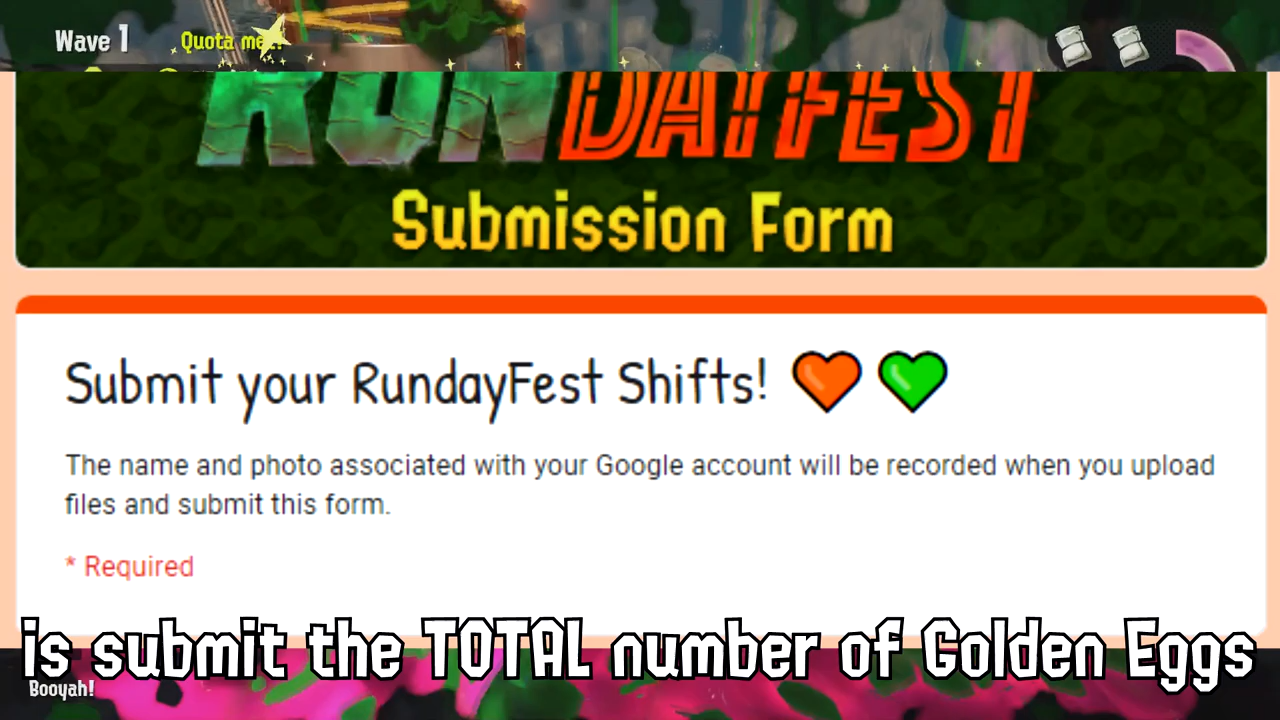 Wave 1
Quota me
RUNDAYFEST
Submission Form
Submit your RundayFest Shifts!
The name and photo associated with your Google account will be recorded when you upload
files and submit this form.
* Required
is submit the TOTAL number of Golden Eggs
Booyah!